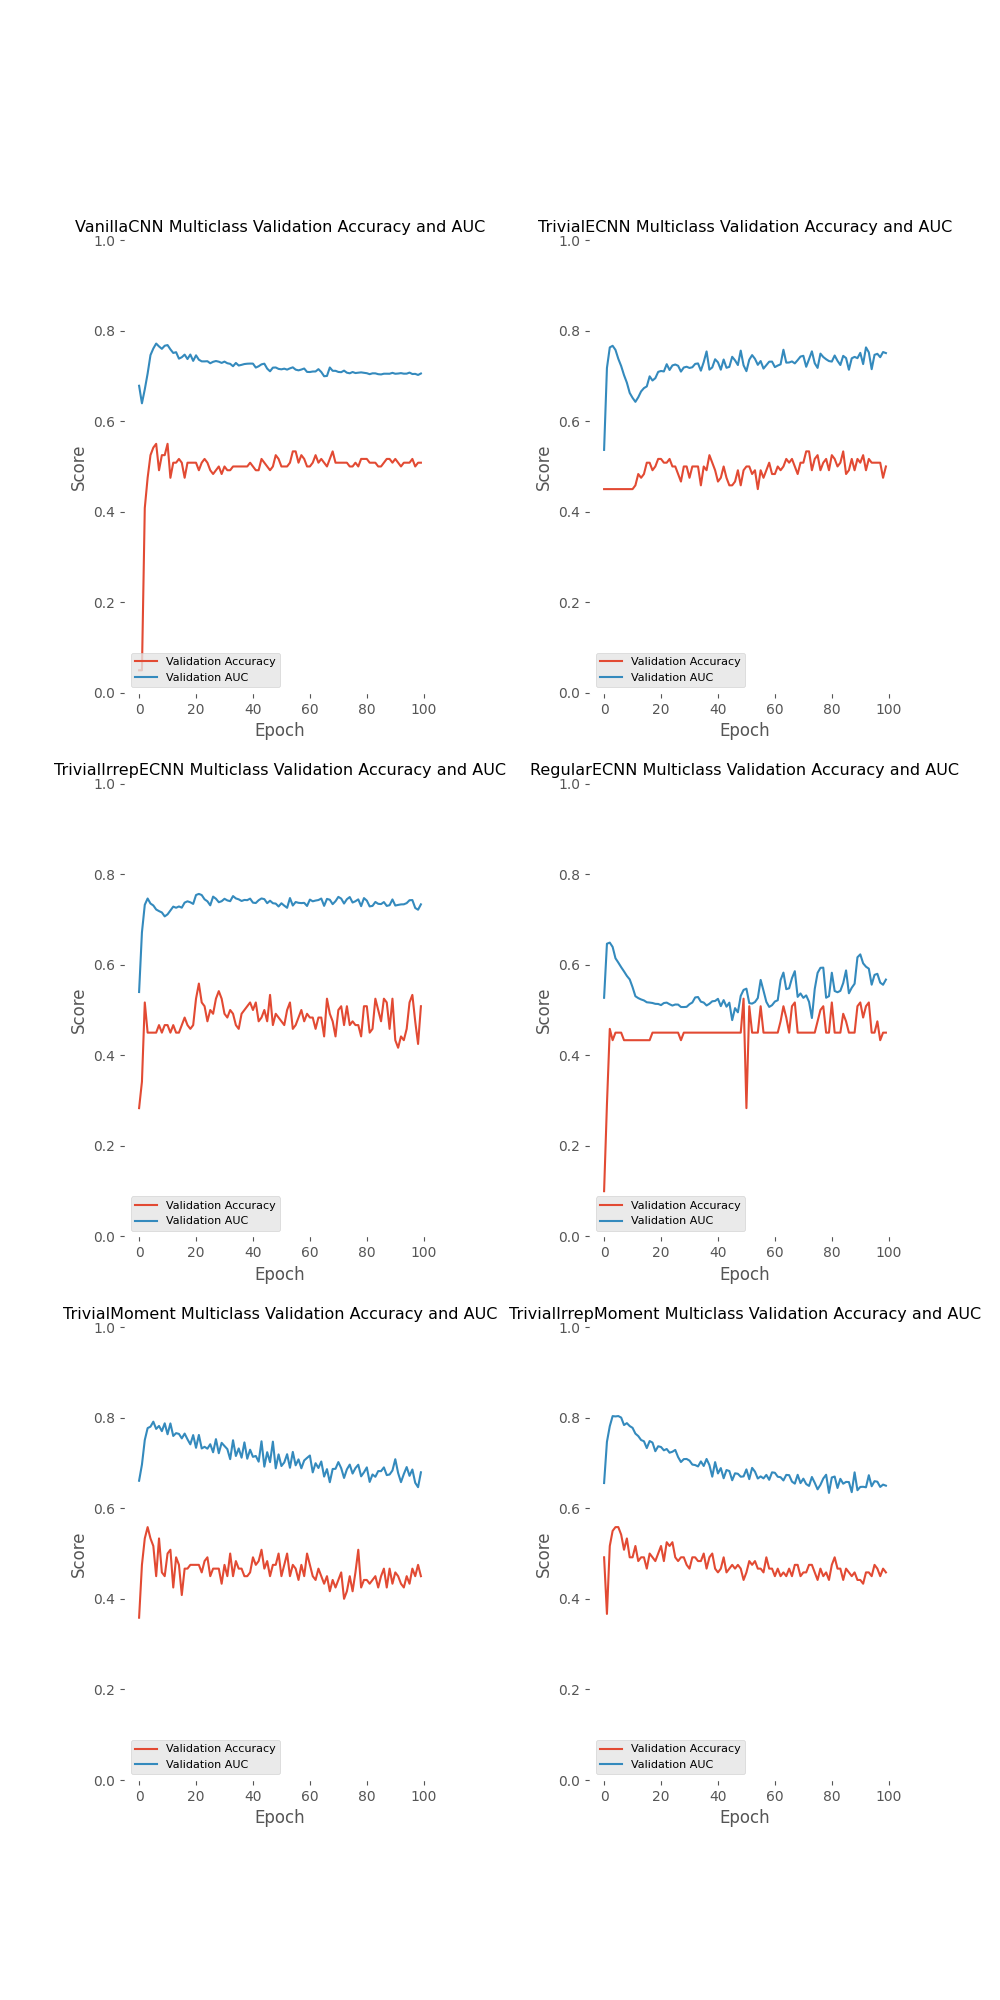 VanillaCNN Multiclass Validation Accuracy and AUC
1.0
0.8
0.6
0.4
0.2
0.0
Score
Validation Accuracy
Validation AUC
0 20 40 60 80 100
Epoch
TrivialECNN Multiclass Validation Accuracy and AUC
1.0
0.8
0.6
0.4
0.2
0.0
Score
Validation Accuracy
Validation AUC
0 20 40 60 80 100
Epoch
TrivialIrrepECNN Multiclass Validation Accuracy and AUC
1.0
0.8
0.6
0.4
0.2
0.0
Score
Validation Accuracy
Validation AUC
0 20 40 60 80 100
Epoch
RegularECNN Multiclass Validation Accuracy and AUC
1.0
0.8
0.6
0.4
0.2
0.0
Score
Validation Accuracy
Validation AUC
0 20 40 60 80 100
Epoch
TrivialMoment Multiclass Validation Accuracy and AUC
1.0
0.8
0.6
0.4
0.2
0.0
Score
Validation Accuracy
Validation AUC
0 20 40 60 80 100
Epoch
TrivialIrrepMoment Multiclass Validation Accuracy and AUC
1.0
0.8
0.6
0.4
0.2
0.0
Score
Validation Accuracy
Validation AUC
0 20 40 60 80 100
Epoch